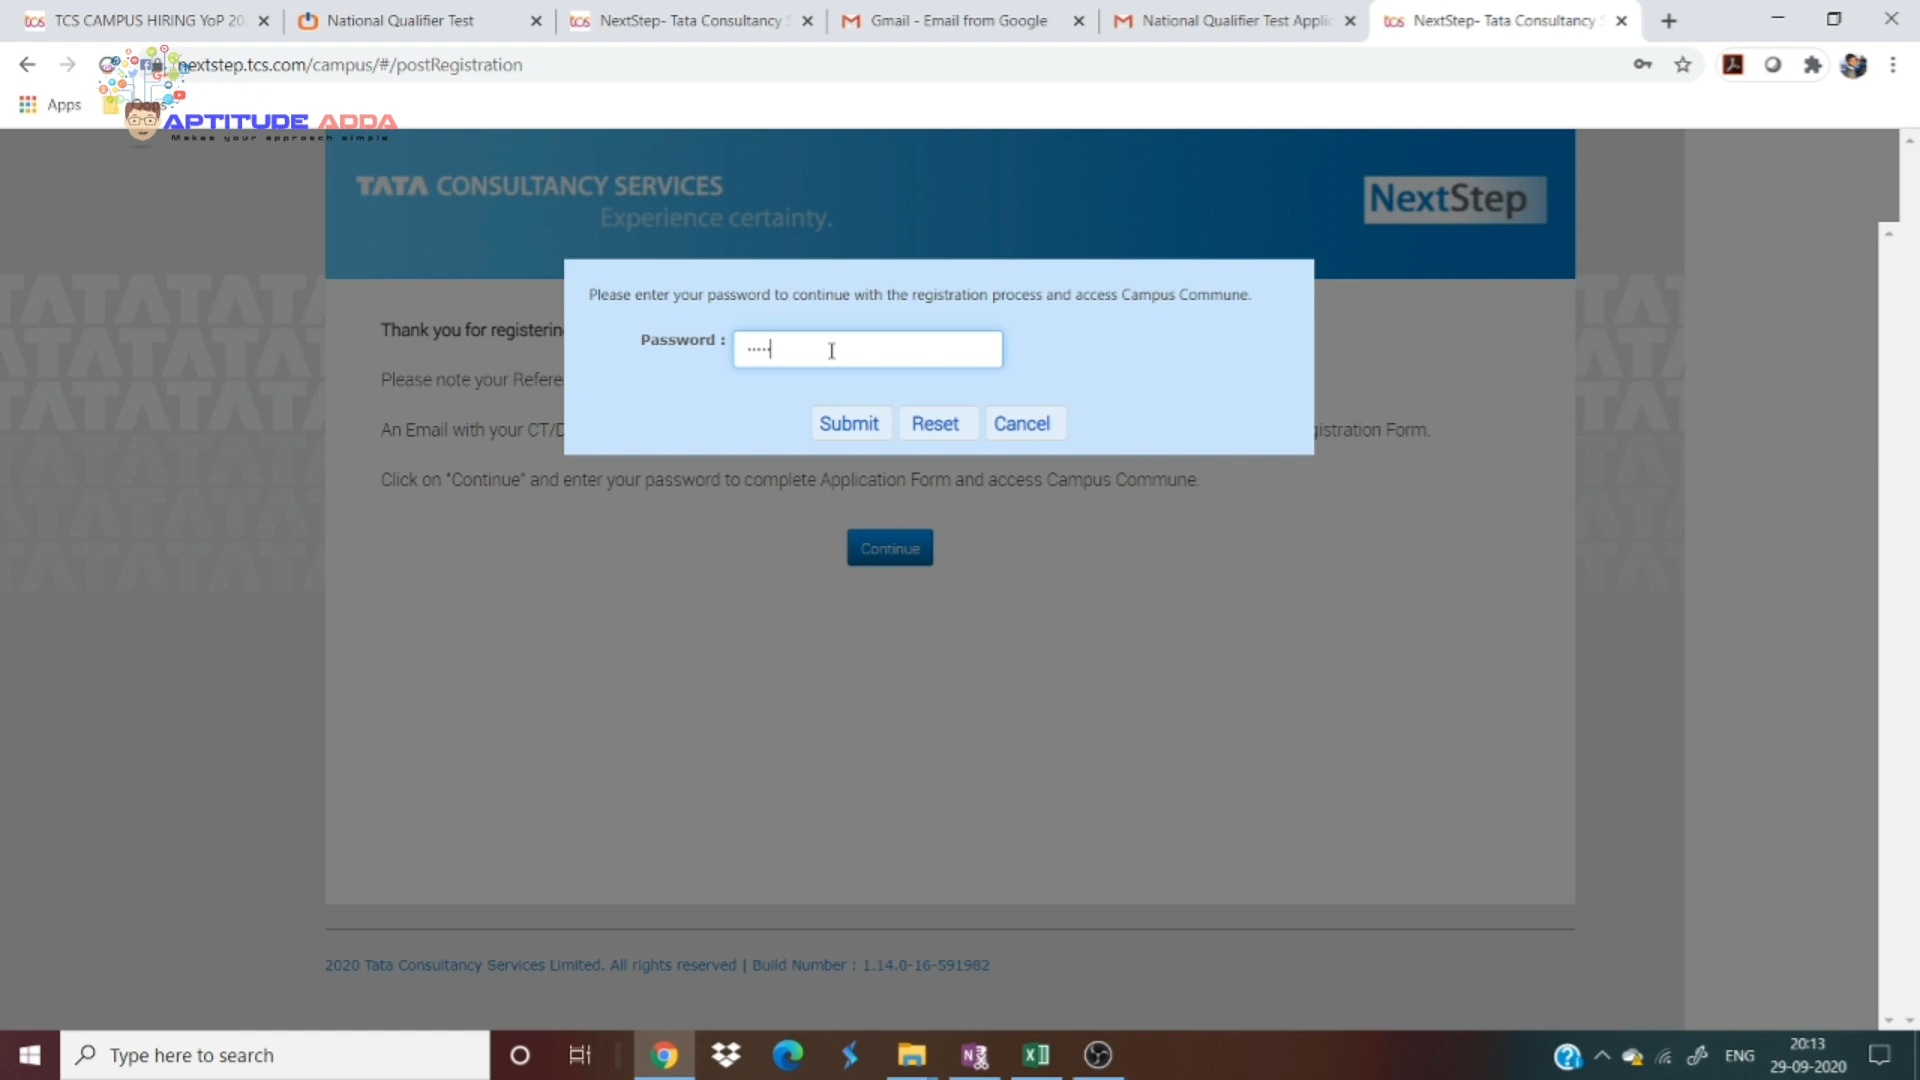 TCS CAMPUS HIRING YoP 20
National Qualifier Test
NextStep- Tata Consultancy S
Gmail - Email from Google
National Qualifier Test Applic
NextStep- Tata Consultancy S
nextstep.tcs.com/campus/#/postRegistration
Apps
APTITUDE ADDA
Makes your approach simple
TATA CONSULTANCY SERVICES
Experience certainty.
NextStep
Please enter your password to continue with the registration process and access Campus Commune.
Thank you for registerin
Password :
Please note your Refere
Submit
Reset
Cancel
An Email with your CT/D
istration Form.
Click on "Continue" and enter your password to complete Application Form and access Campus Commune.
Continue
2020 Tata Consultancy Services Limited. All rights reserved | Build Number : 1.14.0-16-591982
Type here to search
ENG
20:13
29-09-2020